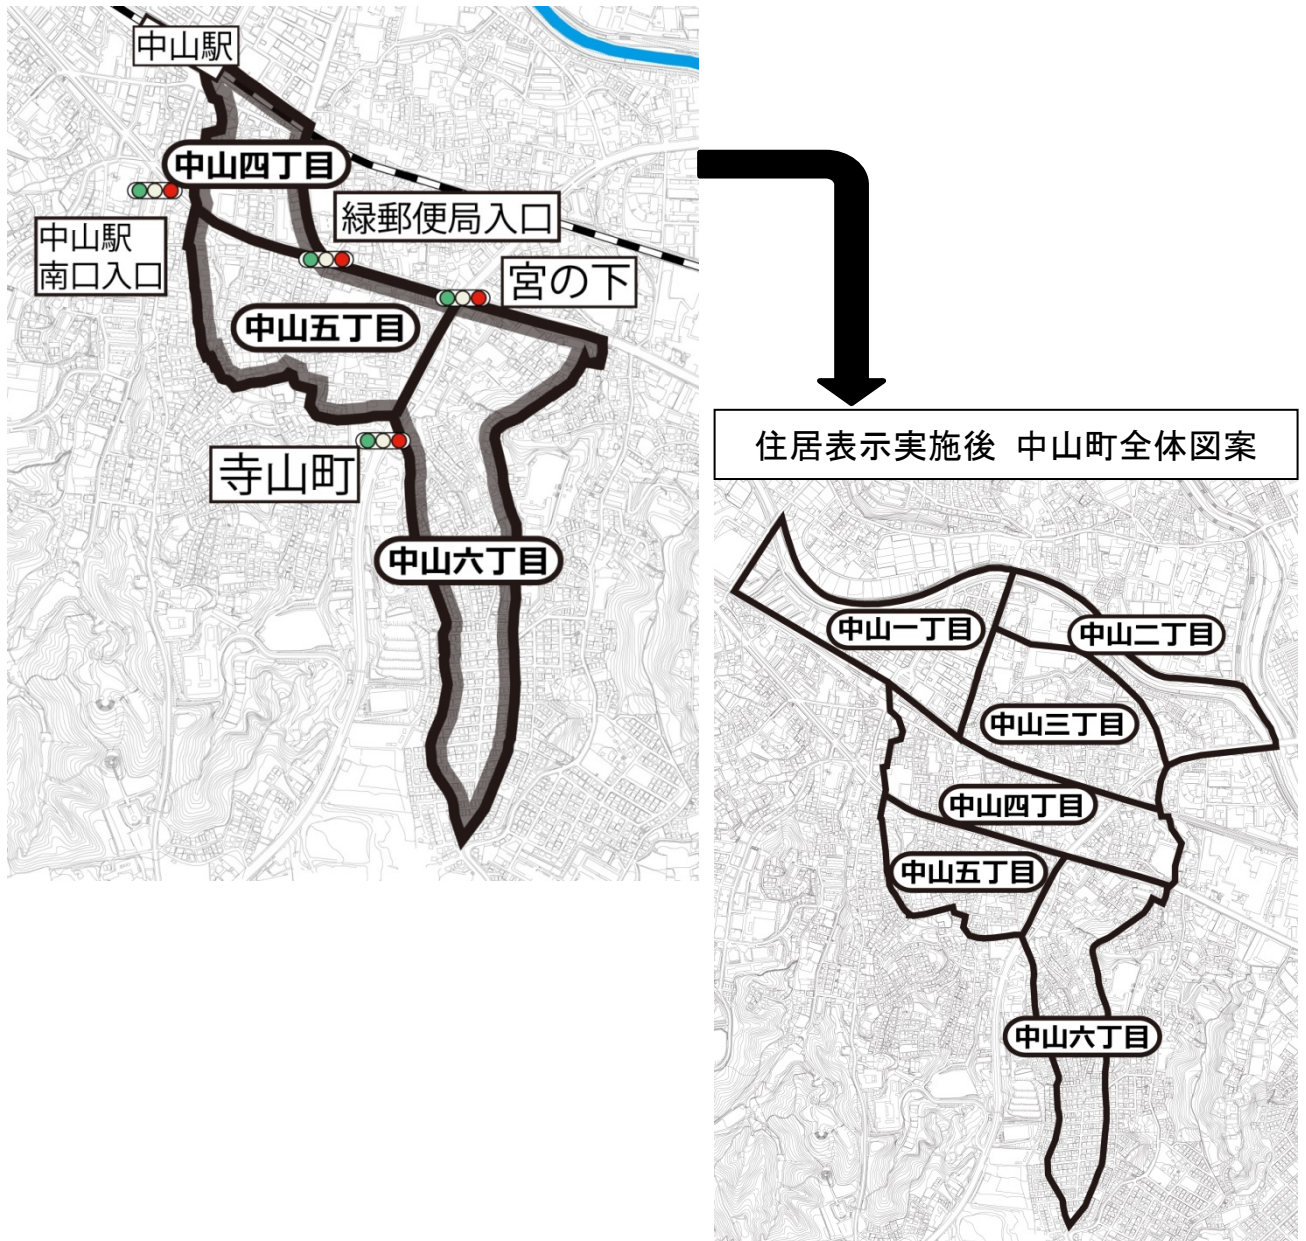 中山駅
中山四丁目
緑郵便局入口
中山駅
南口入口
宮の下
中山五丁目
寺山町
中山六丁目
住居表示実施後 中山町全体図案
中山一丁目
中山二丁目
中山三丁目
中山四丁目
中山五丁目
中山六丁目